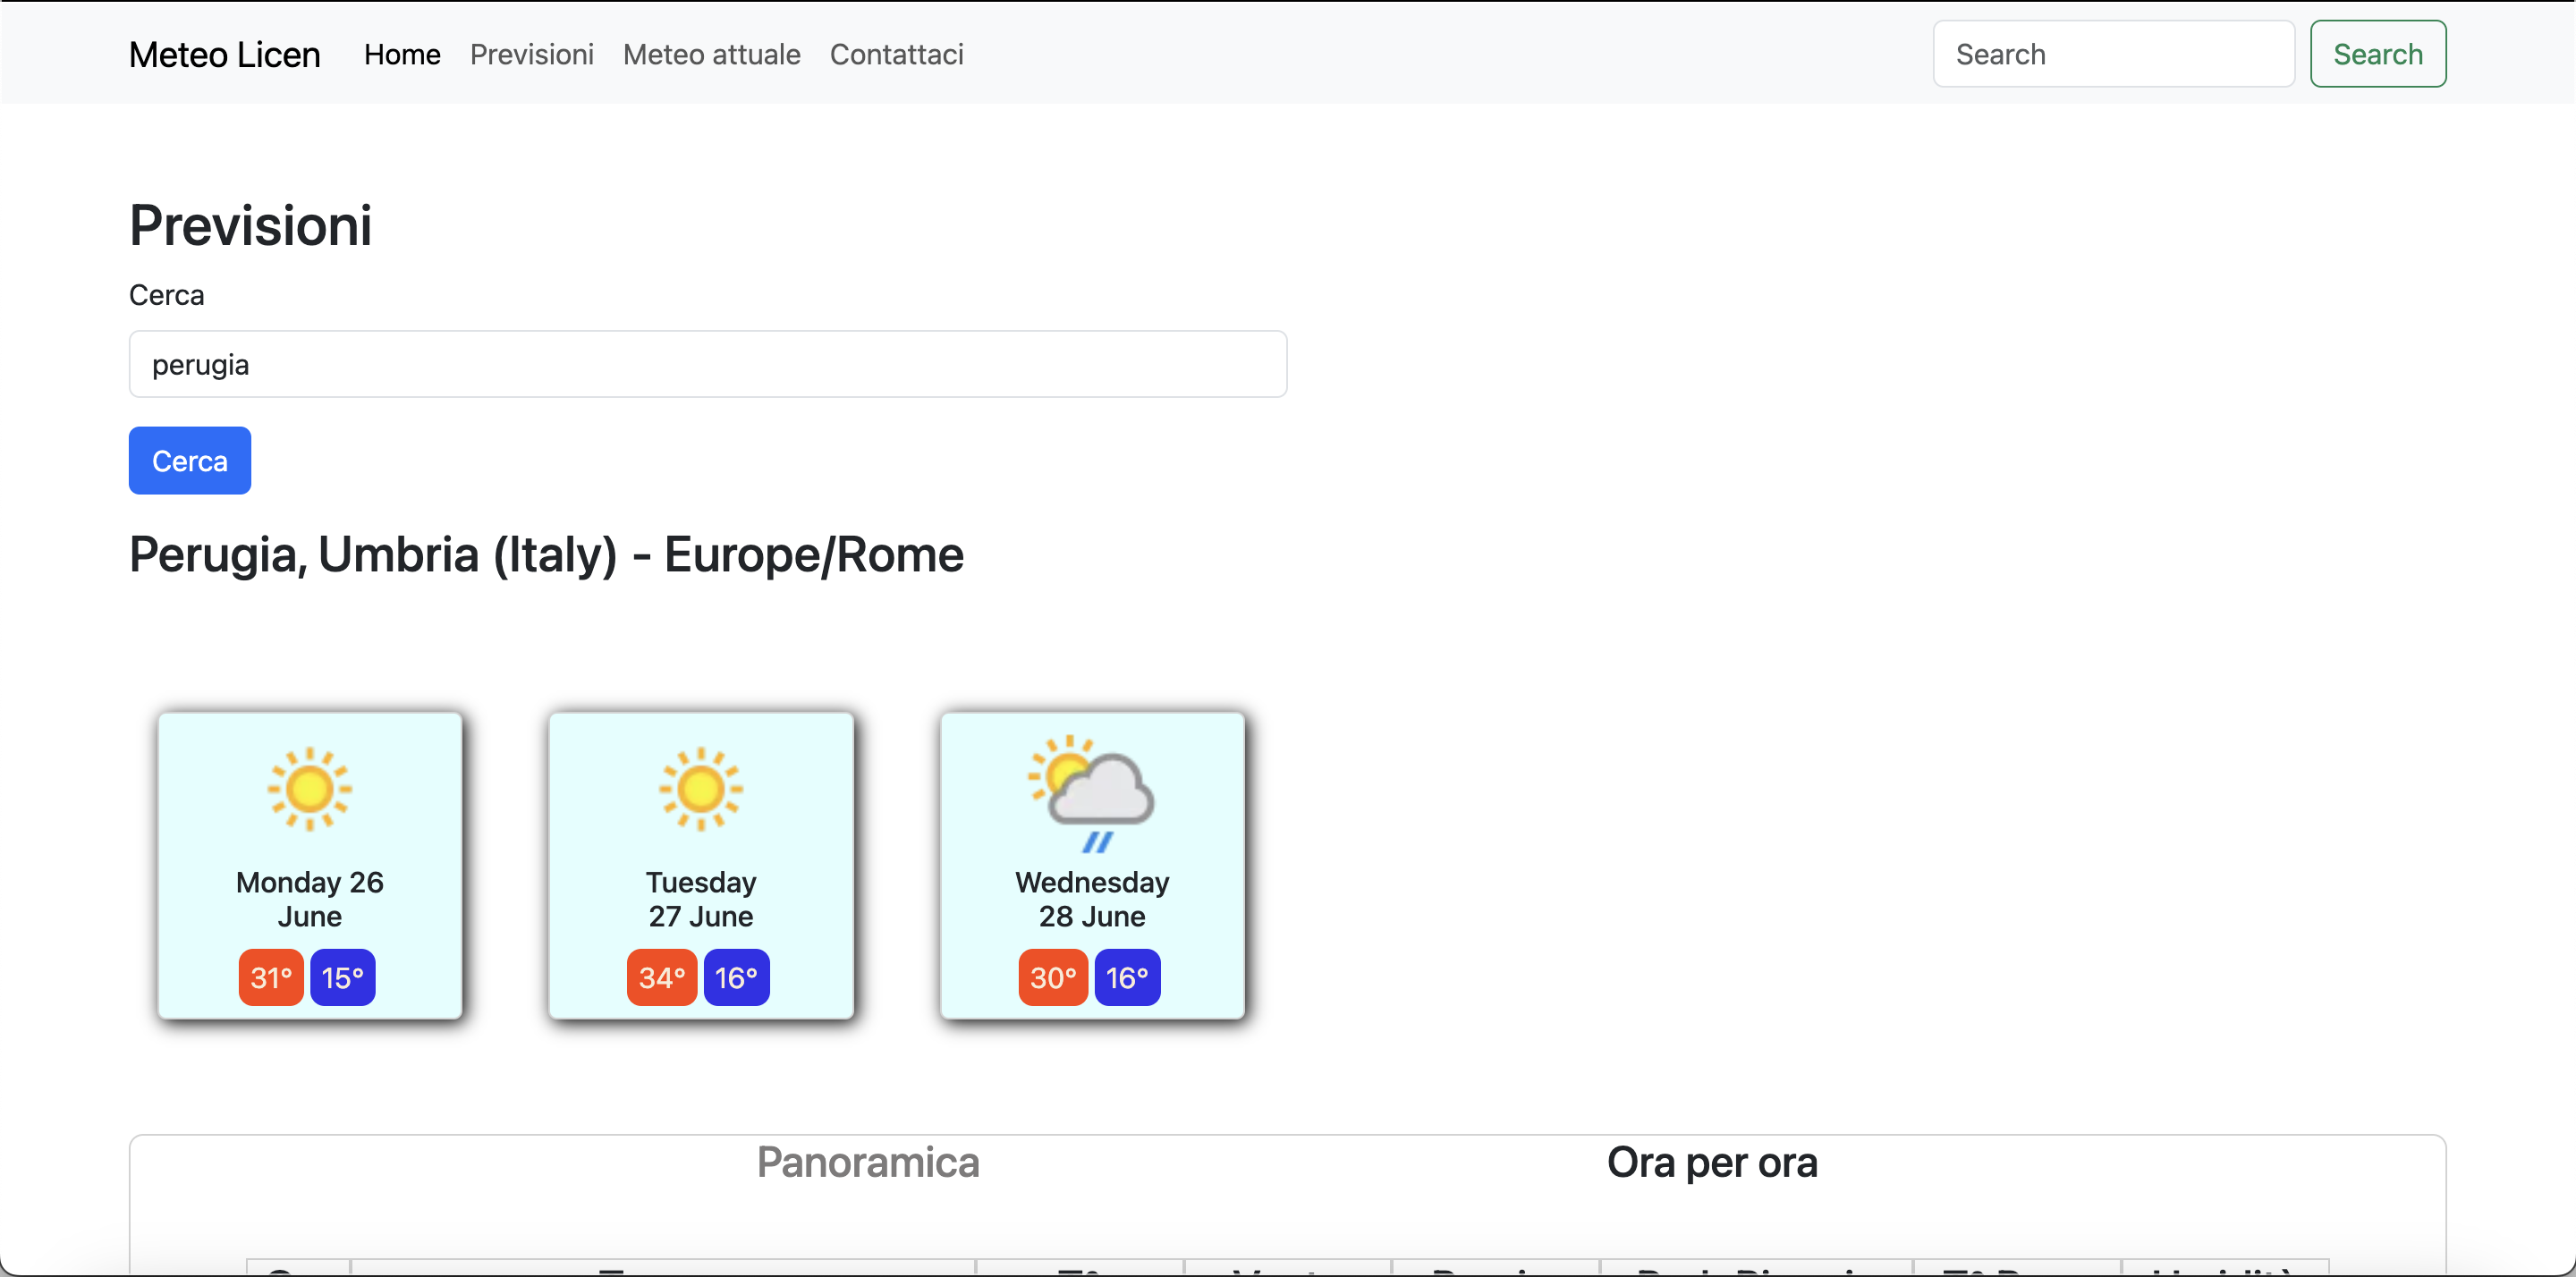 Meteo Licen Home Previsioni Meteo attuale Contattaci Search Search
Previsioni
Cerca
perugia
Cerca
Perugia, Umbria (Italy) - Europe/Rome
Monday 26
June
31° 15°
Tuesday
27 June
34° 16°
Wednesday
28 June
30° 16°
Panoramica Ora per ora